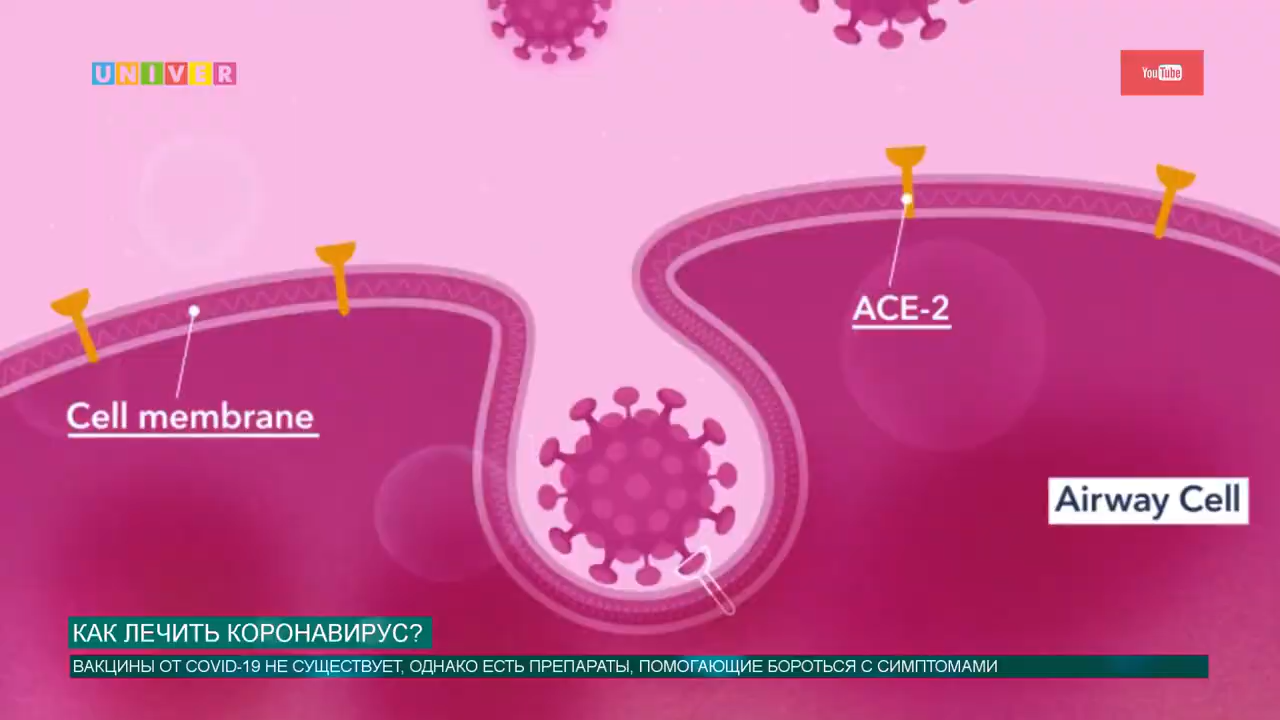 UNIVER
YouTube
ACE-2
Cell membrane
Airway Cell
КАК ЛЕЧИТЬ КОРОНАВИРУС?
ВАКЦИНЫ ОТ COVID-19 НЕ СУЩЕСТВУЕТ, ОДНАКО ЕСТЬ ПРЕПАРАТЫ, ПОМОГАЮЩИЕ БОРОТЬСЯ С СИМПТОМАМИ